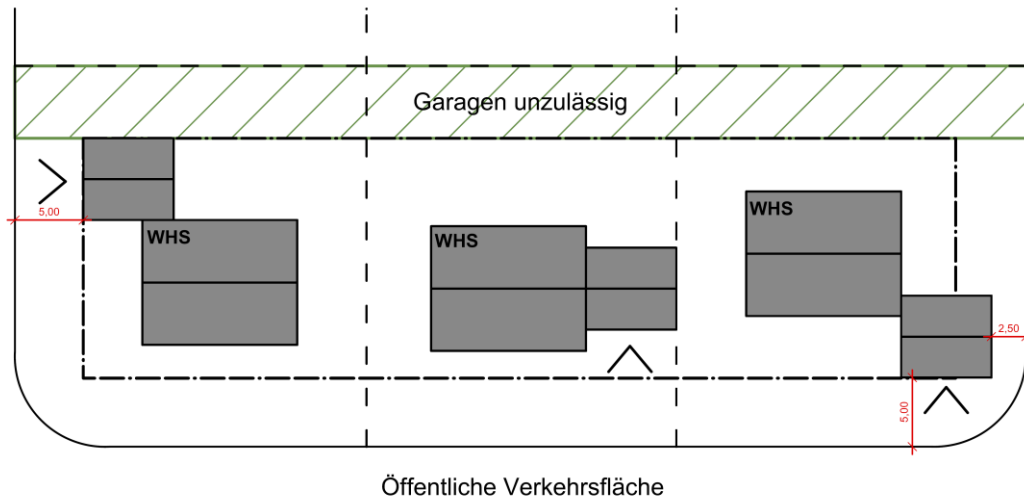 Garagen unzulässig
WHS
5,00
WHS
WHS
2,50
5,00
Öffentliche Verkehrsfläche